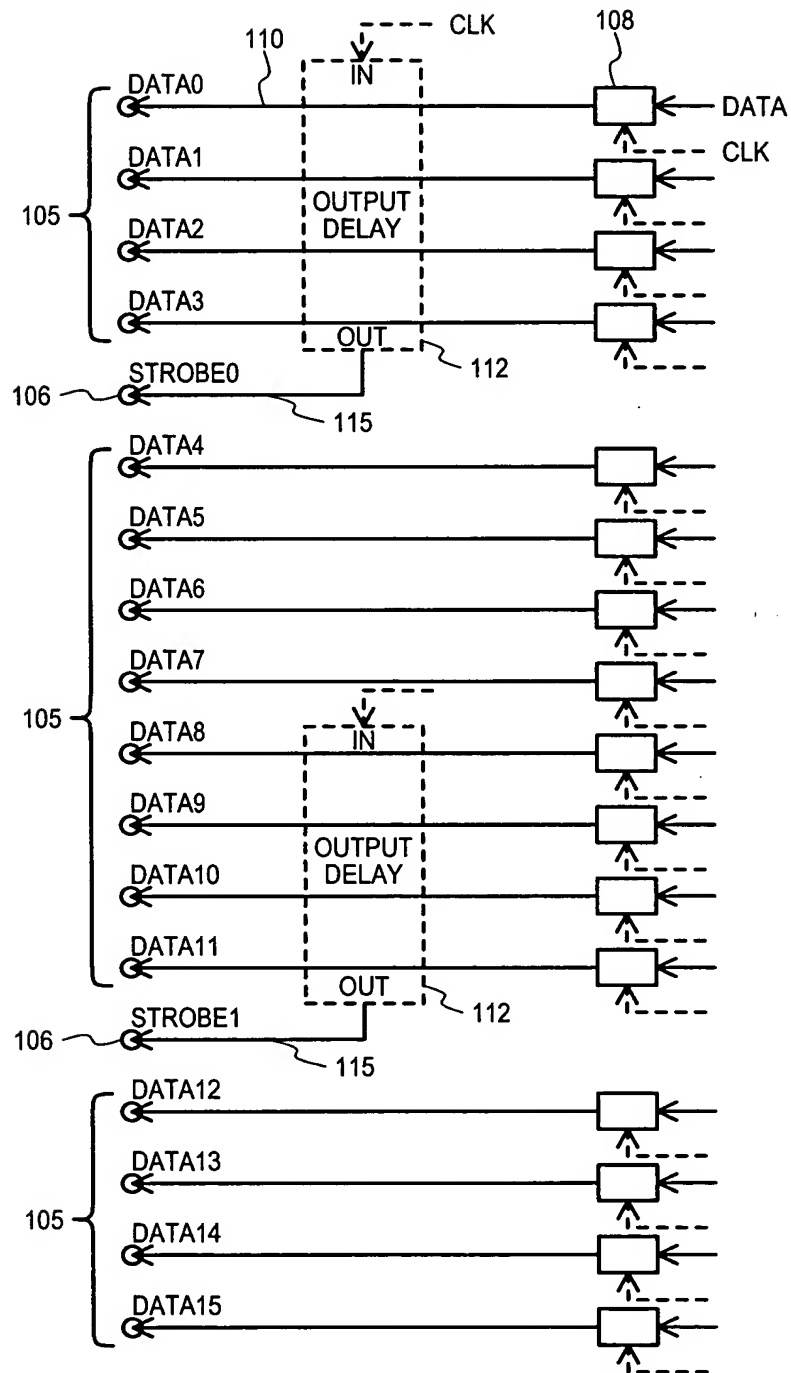 CLK
110
108
IN
DATA0
DATA
CLK
DATA1
105
OUTPUT
DELAY
DATA2
DATA3
OUT
112
STROBE0
106
115
DATA4
DATA5
DATA6
DATA7
105
IN
DATA8
DATA9
OUTPUT
DELAY
DATA10
DATA11
OUT
112
STROBE1
106
115
DATA12
DATA13
105
DATA14
DATA15